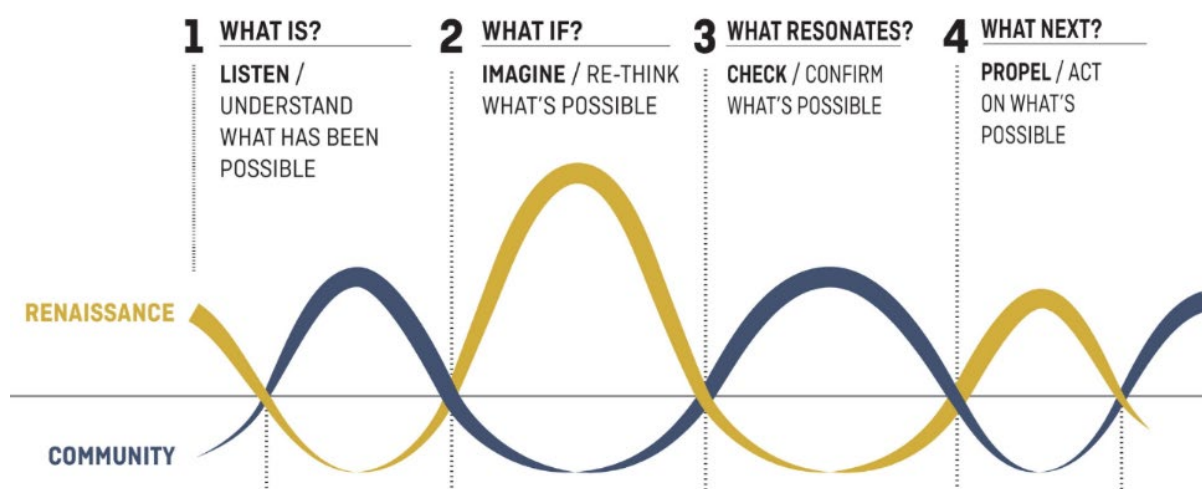 1 WHAT IS?
LISTEN /
UNDERSTAND
WHAT HAS BEEN
POSSIBLE
2 WHAT IF?
IMAGINE / RE-THINK
WHAT'S POSSIBLE
3 WHAT RESONATES?
CHECK / CONFIRM
WHAT'S POSSIBLE
4 WHAT NEXT?
PROPEL / ACT
ON WHAT'S
POSSIBLE
RENAISSANCE
COMMUNITY